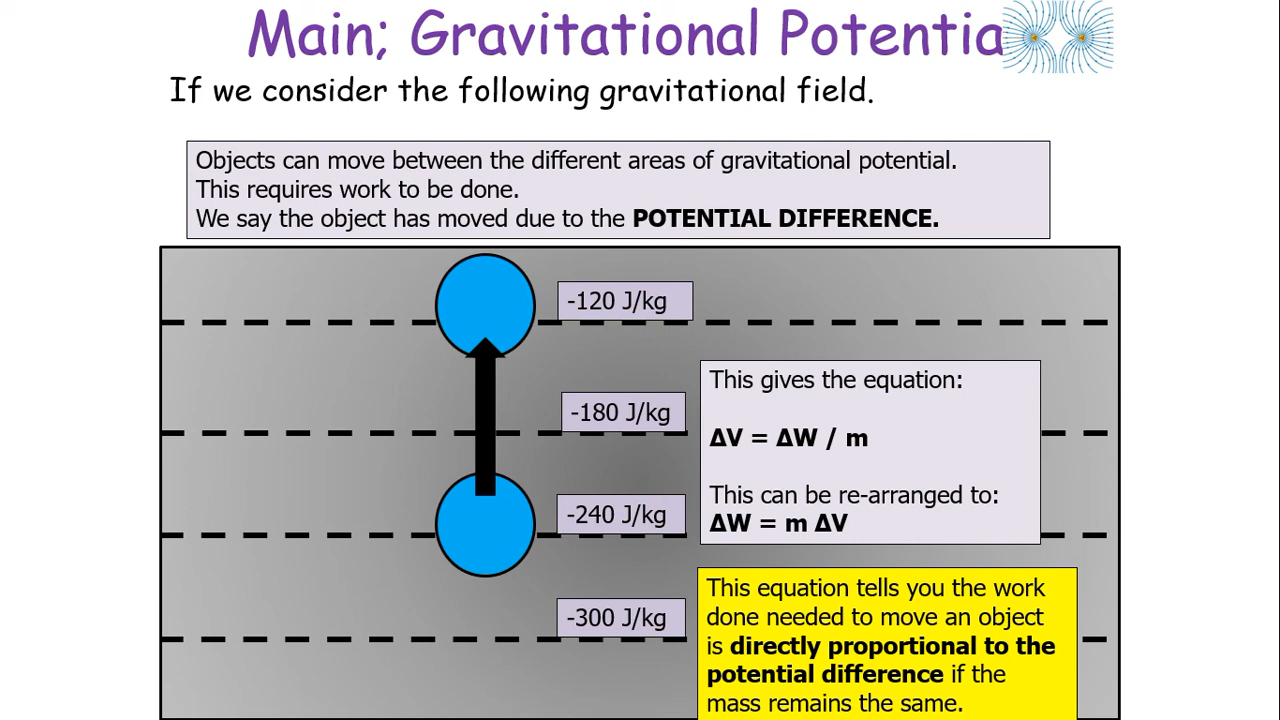 Main; Gravitational Potentia
If we consider the following gravitational field.
Objects can move between the different areas of gravitational potential.
This requires work to be done.
We say the object has moved due to the POTENTIAL DIFFERENCE.
-120 J/kg
-180 J/kg
-240 J/kg
-300 J/kg
This gives the equation:
ΔV = ΔW / m
This can be re-arranged to:
ΔW = m ΔV
This equation tells you the work
done needed to move an object
is directly proportional to the
potential difference if the
mass remains the same.